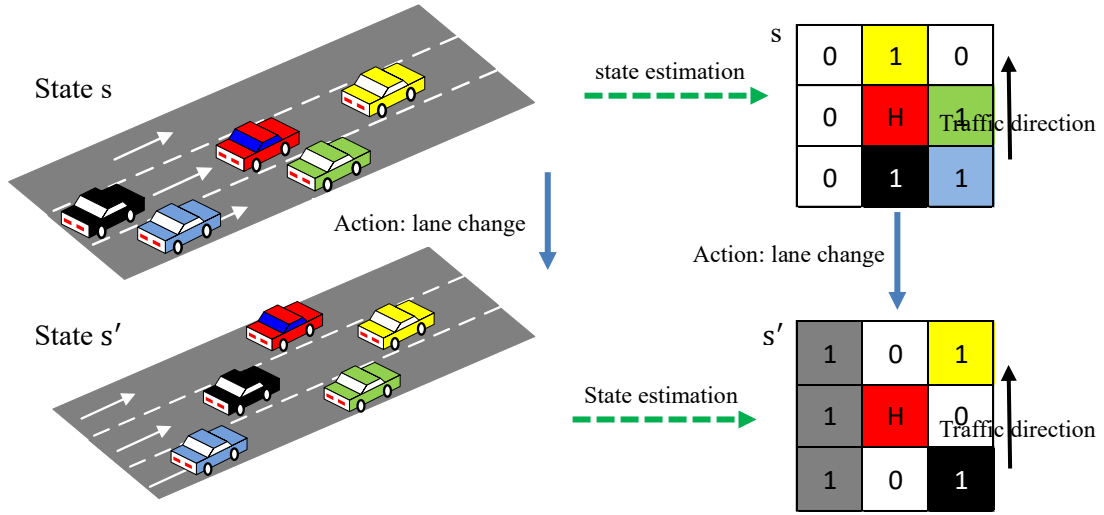 State s
state estimation
s
0 1 0
0 H 1
Traffic direction
0 1 1
Action: lane change
Action: lane change
State s′
State estimation
s′
1 0 1
1 H 0
Traffic direction
1 0 1